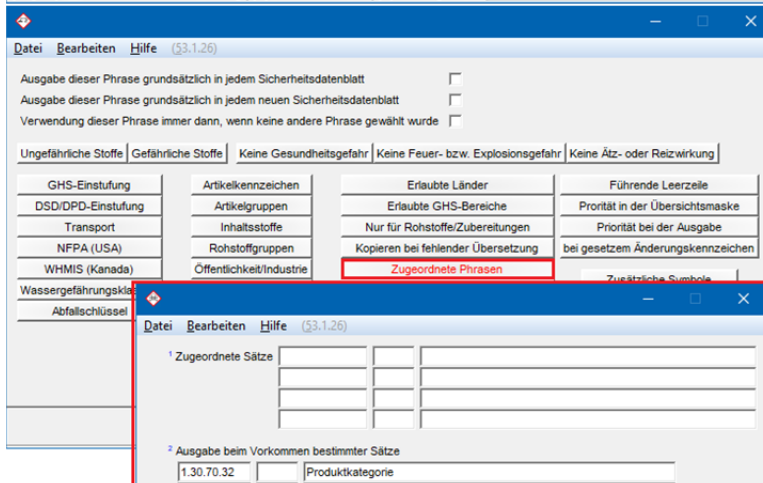 Datei Bearbeiten Hilfe (53.1.26)
Ausgabe dieser Phrase grundsätzlich in jedem Sicherheitsdatenblatt
Ausgabe dieser Phrase grundsätzlich in jedem neuen Sicherheitsdatenblatt
Verwendung dieser Phrase immer dann, wenn keine andere Phrase gewählt wurde
Ungefährliche Stoffe Gefährliche Stoffe Keine Gesundheitsgefahr Keine Feuer- bzw. Explosionsgefahr Keine Ätz- oder Reizwirkung
GHS-Einstufung Artikelkennzeichen Erlaubte Länder Führende Leerzeile
DSD/DPD-Einstufung Artikelgruppen Erlaubte GHS-Bereiche Prorität in der Übersichtsmaske
Transport Inhaltsstoffe Nur für Rohstoffe/Zubereitungen Priorität bei der Ausgabe
NFPA (USA) Rohstoffgruppen Kopieren bei fehlender Übersetzung bei gesetzem Änderungskennzeichen
WHMIS (Kanada) Öffentlichkeit/Industrie Zugeordnete Phrasen Zusätzliche Symbole
Wassergefährungskla
Abfallschlüssel
Datei Bearbeiten Hilfe (53.1.26)
1 Zugeordnete Sätze
2 Ausgabe beim Vorkommen bestimmter Sätze
1.30.70.32 Produktkategorie